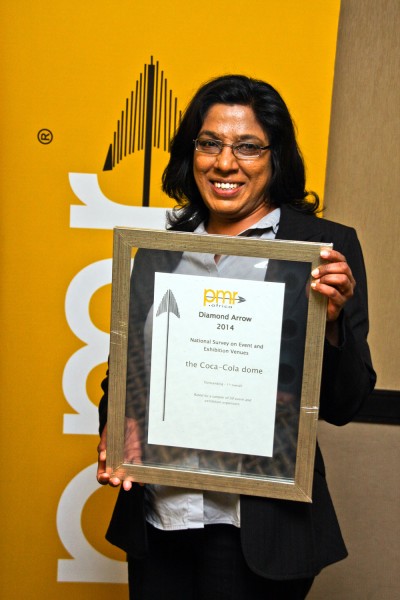 ®
pmr
pmr
.africa
Diamond Arrow
2014
National Survey on Event and
Exhibition Venues
the Coca-Cola dome